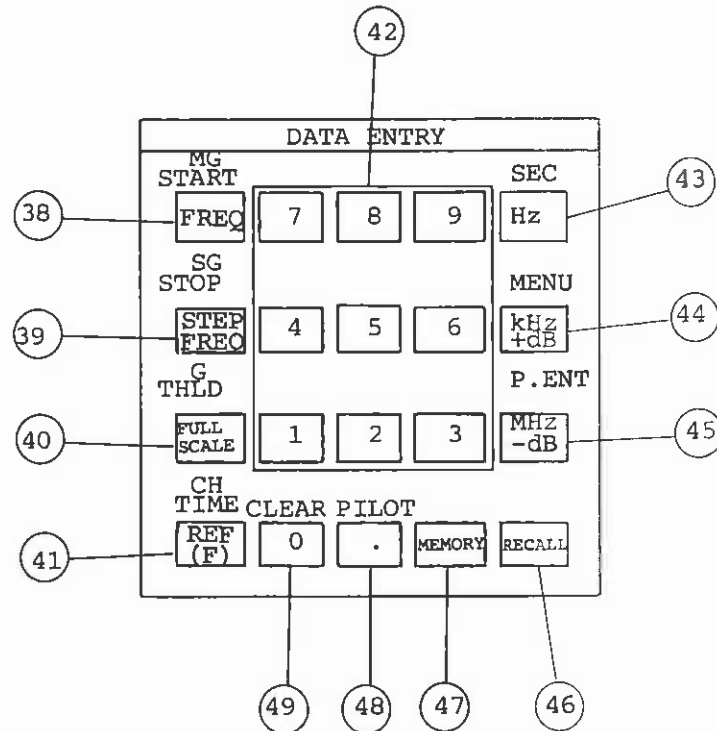 42
DATA ENTRY
MG
START
SEC
43
38
FREQ
7
8
9
Hz
SG
STOP
MENU
44
39
STEP
FREQ
4
5
6
kHz
+dB
G
THLD
P.ENT
40
FULL
SCALE
1
2
3
MHz
-dB
45
CH
TIME
CLEAR
PILOT
41
REF
(F)
0
.
MEMORY
RECALL
49
48
47
46